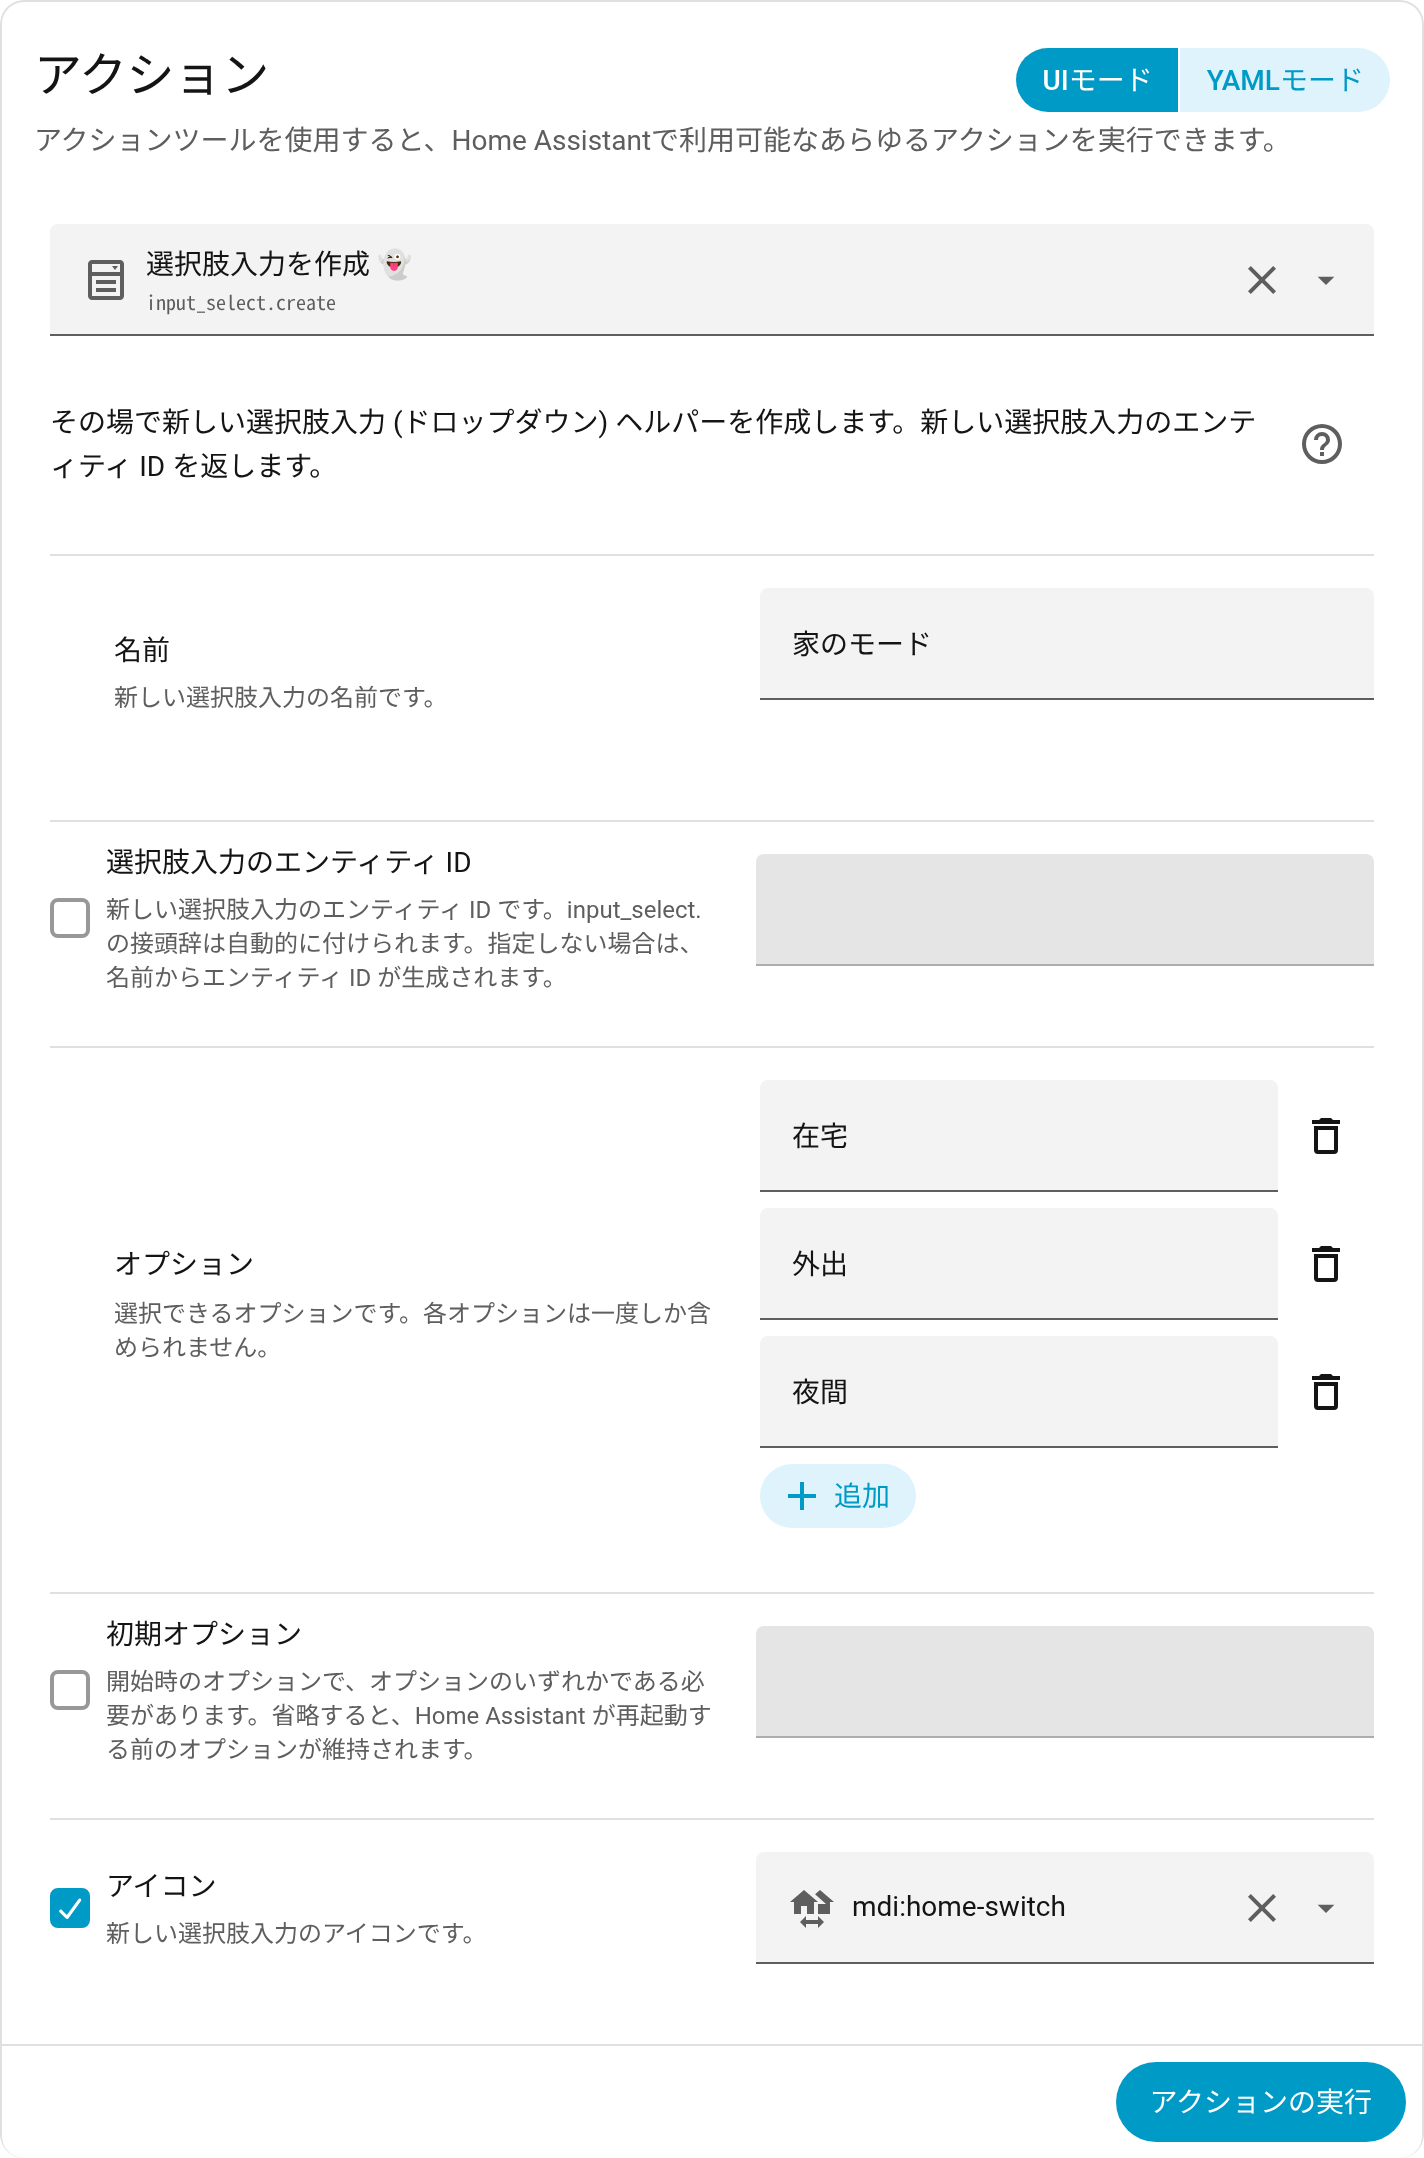 アクション
UIモード
YAMLモード
アクションツールを使用すると、Home Assistantで利用可能なあらゆるアクションを実行できます。
選択肢入力を作成 👻
input_select.create
その場で新しい選択肢入力 (ドロップダウン) ヘルパーを作成します。新しい選択肢入力のエンテ
ィティ ID を返します。
名前
新しい選択肢入力の名前です。
家のモード
選択肢入力のエンティティ ID
新しい選択肢入力のエンティティ ID です。input_select.
の接頭辞は自動的に付けられます。指定しない場合は、
名前からエンティティ ID が生成されます。
オプション
選択できるオプションです。各オプションは一度しか含
められません。
在宅
外出
夜間
追加
初期オプション
開始時のオプションで、オプションのいずれかである必
要があります。省略すると、Home Assistant が再起動す
る前のオプションが維持されます。
アイコン
新しい選択肢入力のアイコンです。
mdi:home-switch
アクションの実行